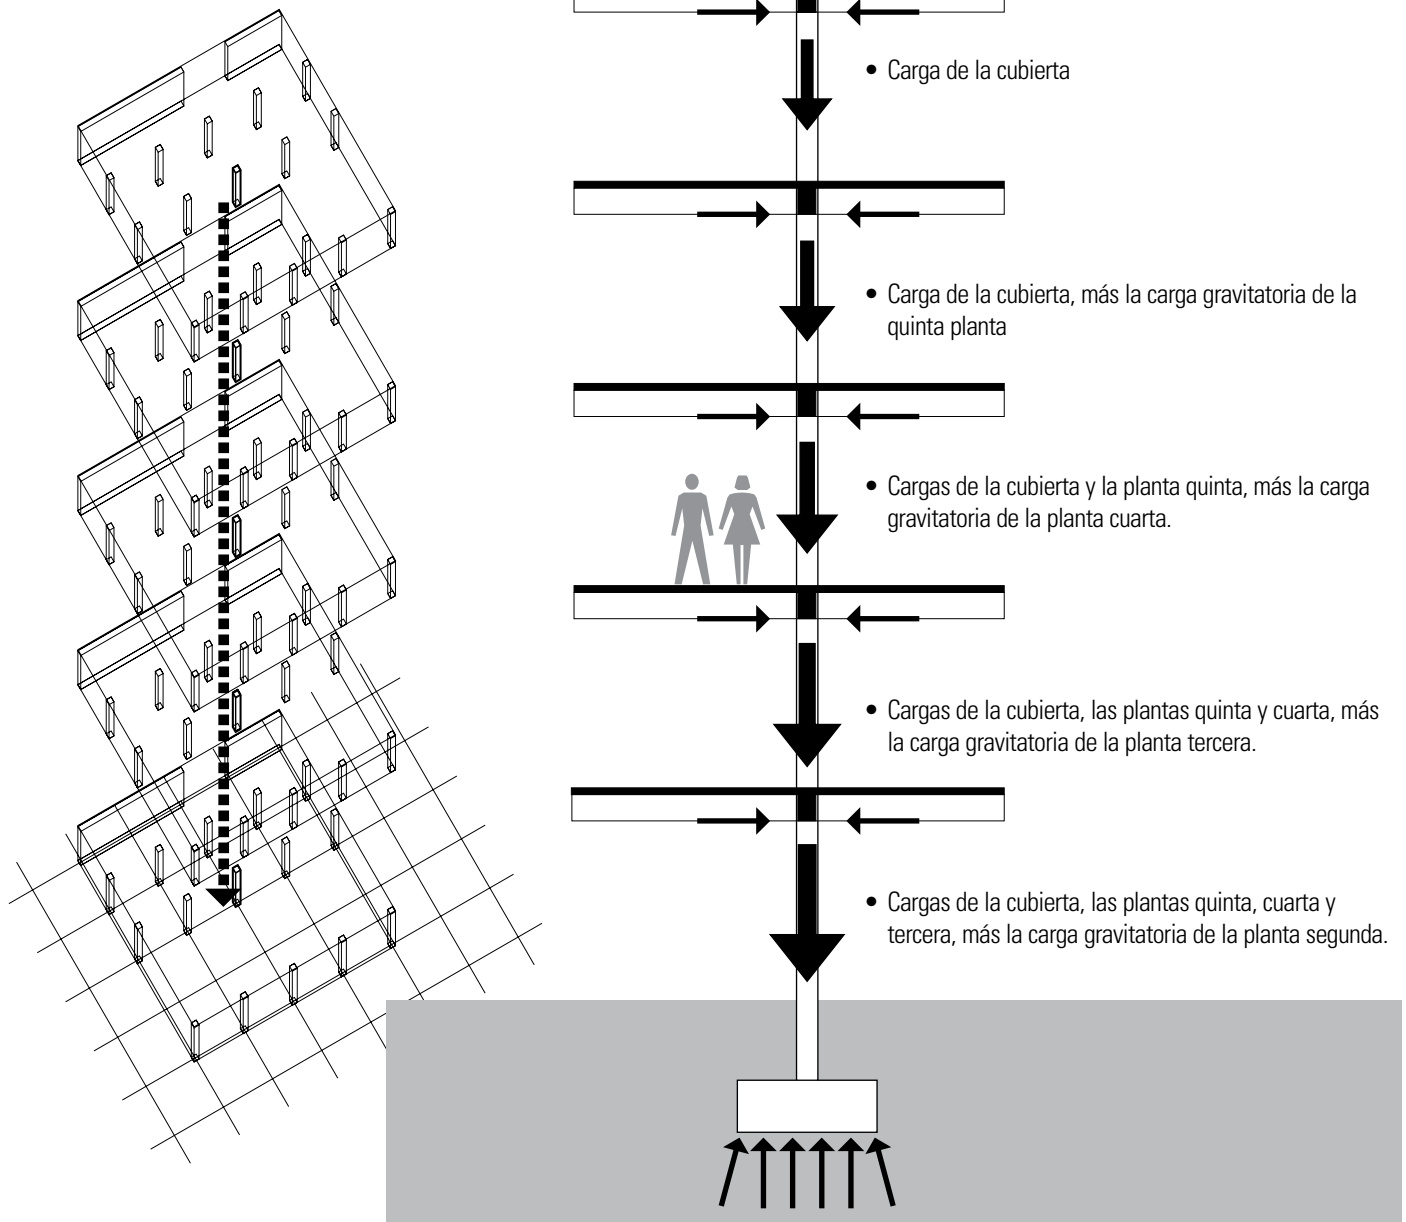 • Carga de la cubierta
• Carga de la cubierta, más la carga gravitatoria de la
quinta planta
• Cargas de la cubierta y la planta quinta, más la carga
gravitatoria de la planta cuarta.
• Cargas de la cubierta, las plantas quinta y cuarta, más
la carga gravitatoria de la planta tercera.
• Cargas de la cubierta, las plantas quinta, cuarta y
tercera, más la carga gravitatoria de la planta segunda.